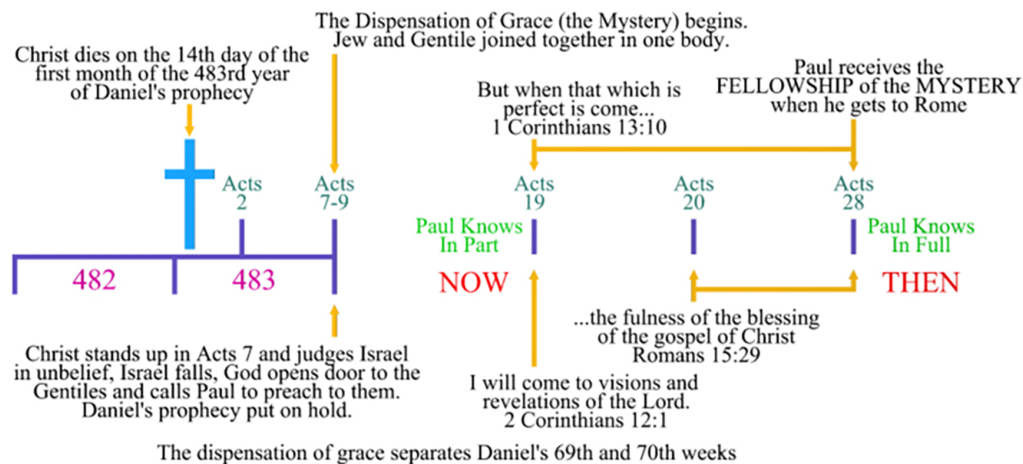 The Dispensation of Grace (the Mystery) begins.
Jew and Gentile joined together in one body.
Christ dies on the 14th day of the
first month of the 483rd year
of Daniel's prophecy
But when that which is
perfect is come...
1 Corinthians 13:10
Paul receives the
FELLOWSHIP of the MYSTERY
when he gets to Rome
Acts
2
Acts
7-9
Acts
19
Acts
20
Acts
28
Paul Knows
In Part
Paul Knows
In Full
482
483
NOW
THEN
...the fulness of the blessing
of the gospel of Christ
Romans 15:29
Christ stands up in Acts 7 and judges Israel
in unbelief, Israel falls, God opens door to the
Gentiles and calls Paul to preach to them.
Daniel's prophecy put on hold.
I will come to visions and
revelations of the Lord.
2 Corinthians 12:1
The dispensation of grace separates Daniel's 69th and 70th weeks